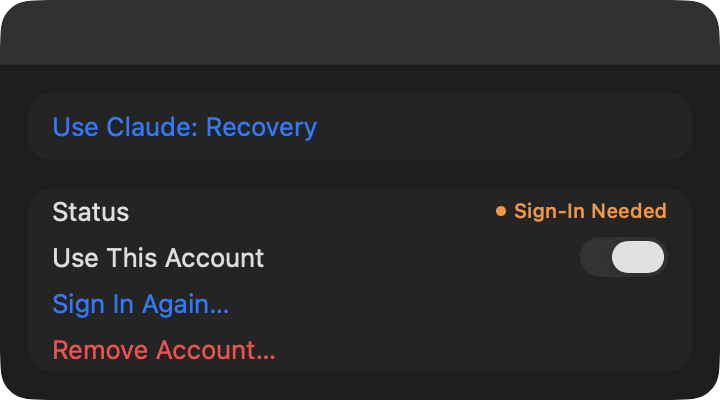 Use Claude: Recovery
Status
Sign-In Needed
Use This Account
Sign In Again...
Remove Account...